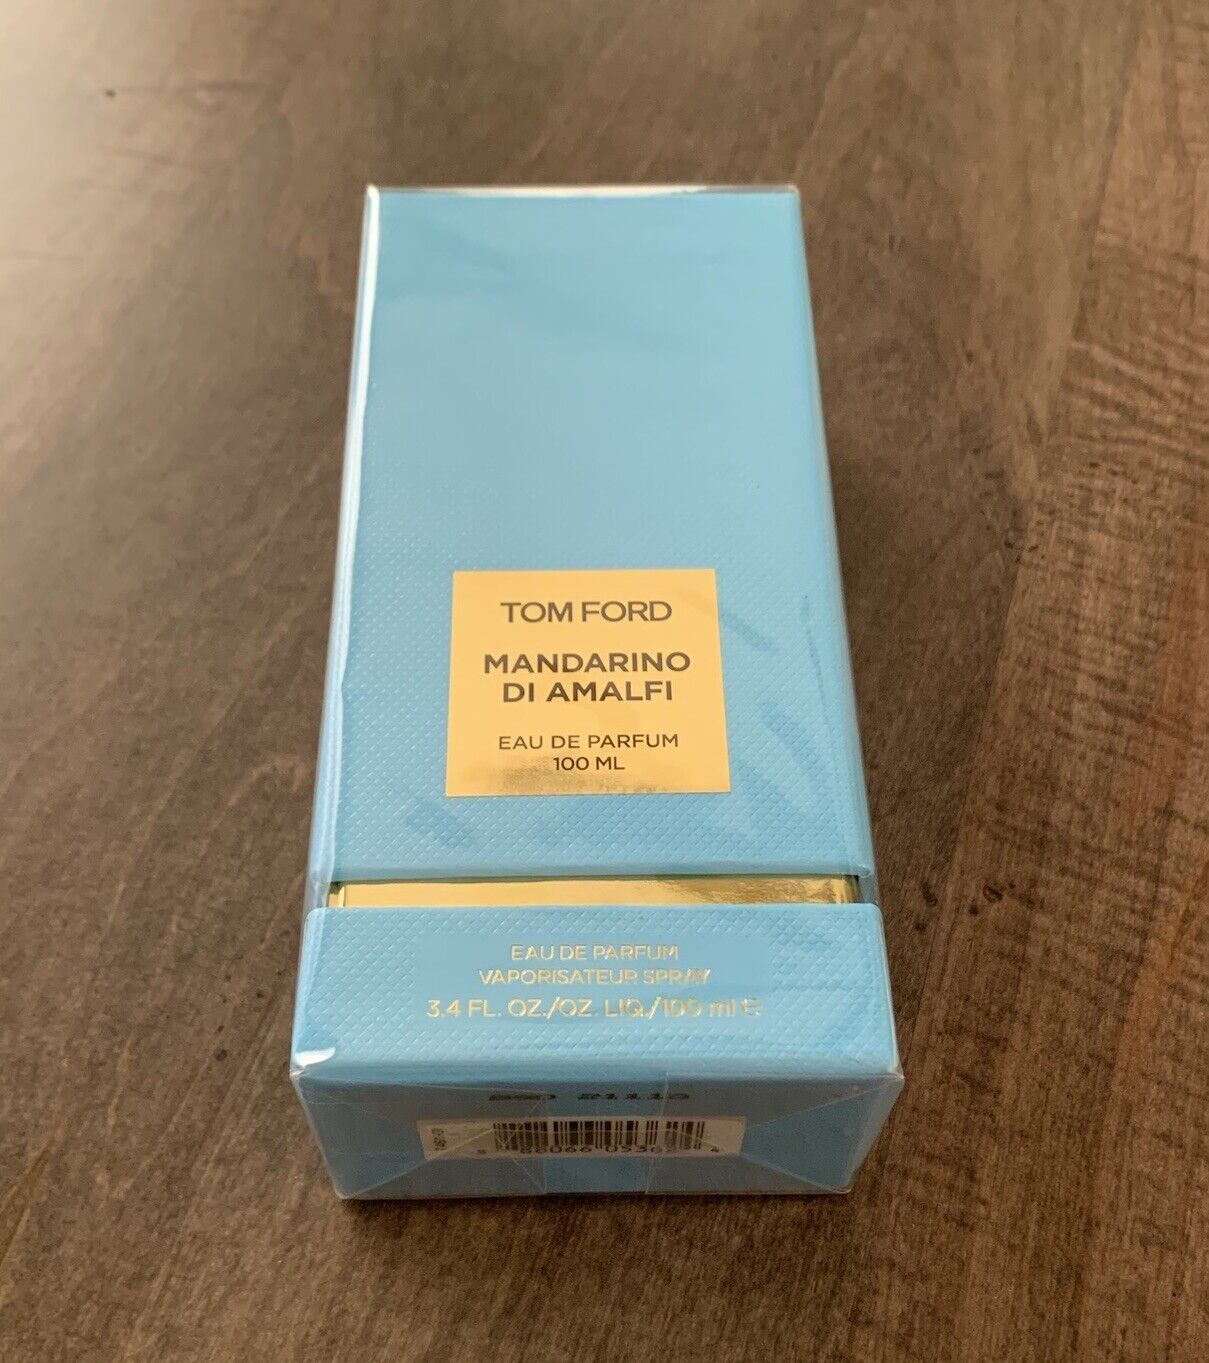 TOM FORD
MANDARINO
DI AMALFI
EAU DE PARFUM
100 ML
EAU DE PARFUM
VAPORISATEUR SPRAY
3.4 FL. OZ./OZ. LIQ./100 ml ℮